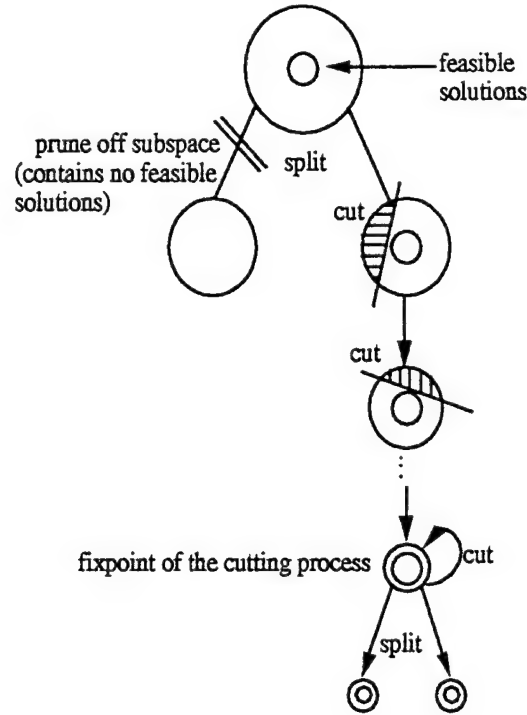 feasible
solutions
prune off subspace
(contains no feasible
solutions)
split
cut
cut
fixpoint of the cutting process
cut
split